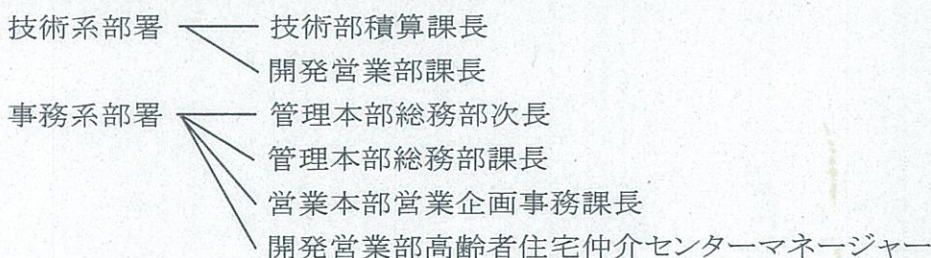 技術系部署 技術部積算課長
開発営業部課長
事務系部署 管理本部総務部次長
管理本部総務部課長
営業本部営業企画事務課長
開発営業部高齢者住宅仲介センターマネージャー